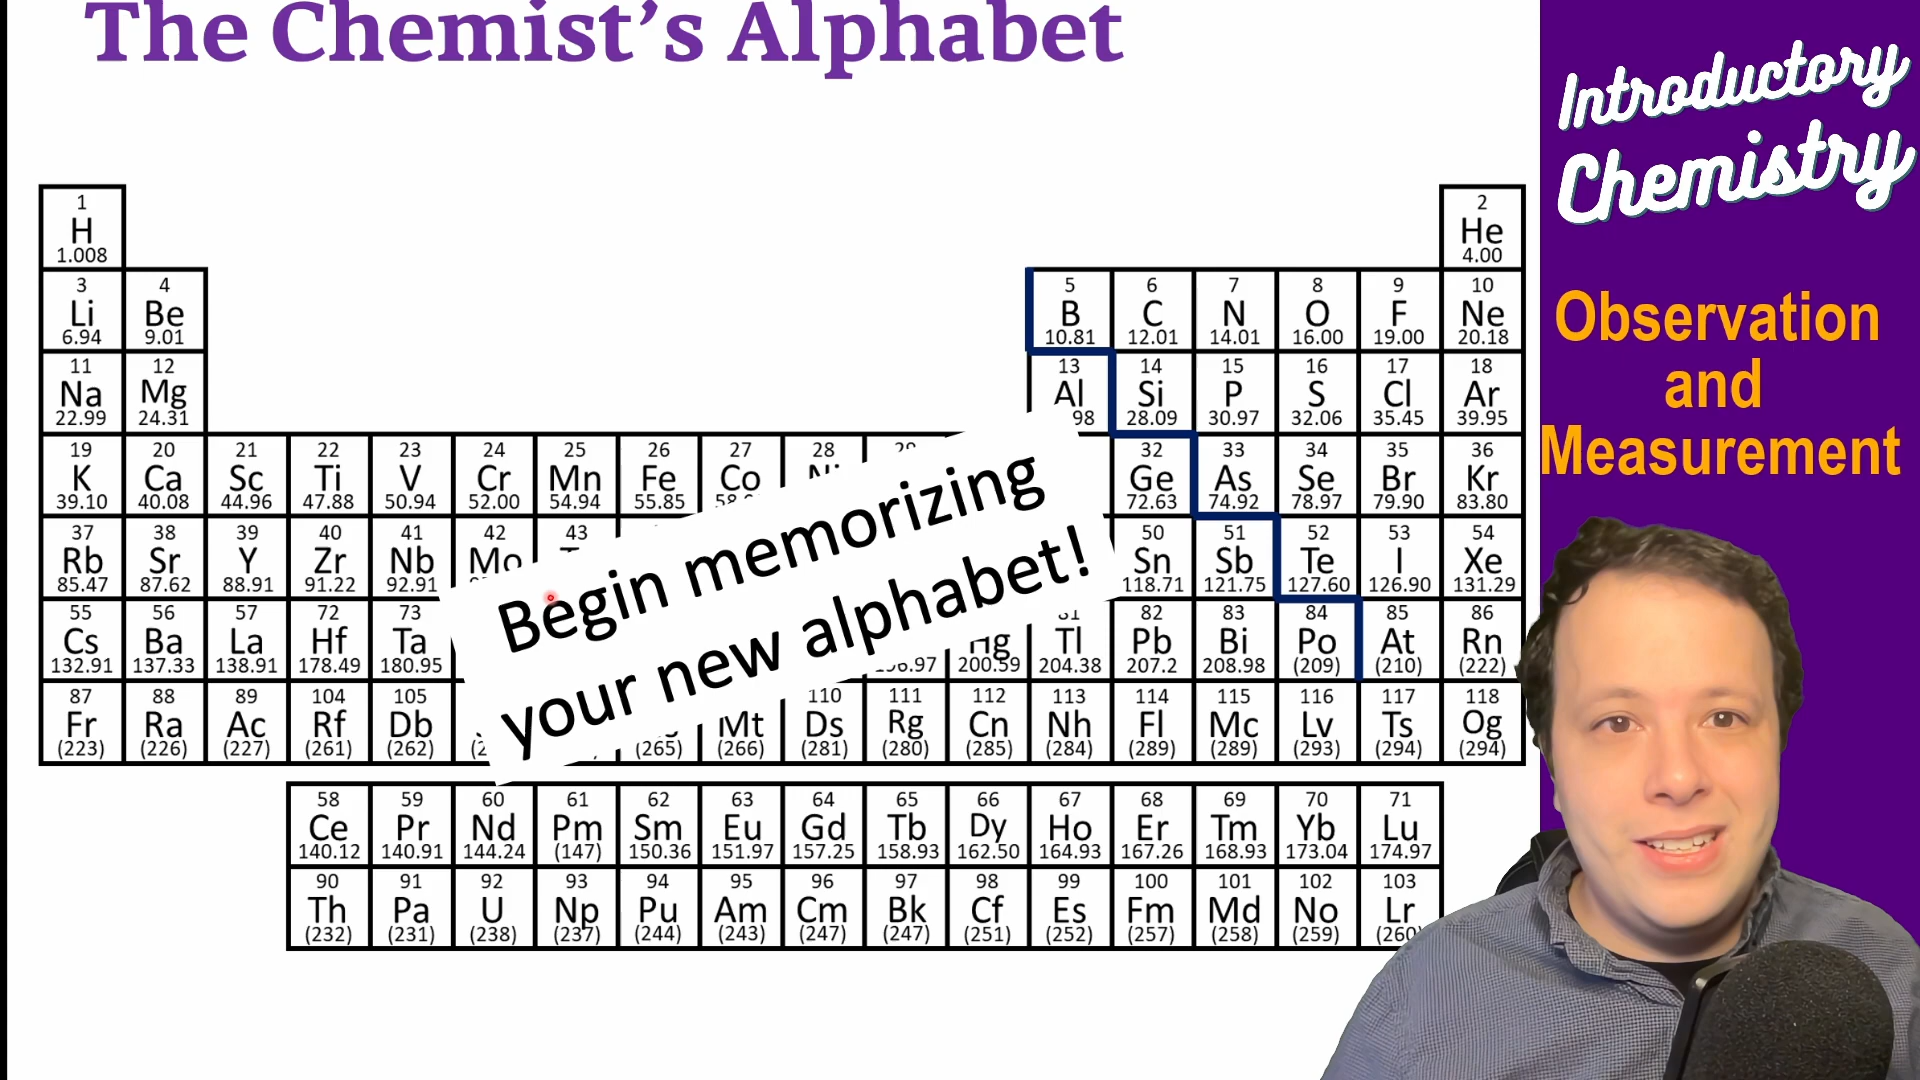 The Chemist’s Alphabet
Introductory
Chemistry
Observation
and
Measurement
1 2
H He
1.008 4.00
3 4 5 6 7 8 9 10
Li Be B C N O F Ne
6.94 9.01 10.81 12.01 14.01 16.00 19.00 20.18
11 12 13 14 15 16 17 18
Na Mg Al Si P S Cl Ar
22.99 24.31 98 28.09 30.97 32.06 35.45 39.95
19 20 21 22 23 24 25 26 27 28 32 33 34 35 36
K Ca Sc Ti V Cr Mn Fe Co Ge As Se Br Kr
39.10 40.08 44.96 47.88 50.94 52.00 54.94 55.85 72.63 74.92 78.97 79.90 83.80
37 38 39 40 41 42 43 50 51 52 53 54
Rb Sr Y Zr Nb Mo Sn Sb Te I Xe
85.47 87.62 88.91 91.22 92.91 118.71 121.75 127.60 126.90 131.29
Begin memorizing
your new alphabet!
55 56 57 72 73 81 82 83 84 85 86
Cs Ba La Hf Ta Hg Tl Pb Bi Po At Rn
132.91 137.33 138.91 178.49 180.95 196.97 200.59 204.38 207.2 208.98 (209) (210) (222)
87 88 89 104 105 110 111 112 113 114 115 116 117 118
Fr Ra Ac Rf Db Mt Ds Rg Cn Nh Fl Mc Lv Ts Og
(223) (226) (227) (261) (262) (265) (266) (281) (280) (285) (284) (289) (289) (293) (294) (294)
58 59 60 61 62 63 64 65 66 67 68 69 70 71
Ce Pr Nd Pm Sm Eu Gd Tb Dy Ho Er Tm Yb Lu
140.12 140.91 144.24 (147) 150.36 151.97 157.25 158.93 162.50 164.93 167.26 168.93 173.04 174.97
90 91 92 93 94 95 96 97 98 99 100 101 102 103
Th Pa U Np Pu Am Cm Bk Cf Es Fm Md No Lr
(232) (231) (238) (237) (244) (243) (247) (247) (251) (252) (257) (258) (259) (260)